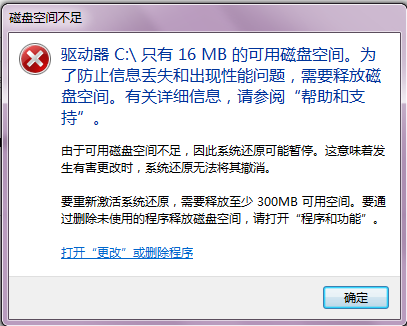 磁盘空间不足
驱动器 C:\ 只有 16 MB 的可用磁盘空间。为
了防止信息丢失和出现性能问题，需要释放磁
盘空间。有关详细信息，请参阅“帮助和支
持”。
由于可用磁盘空间不足，因此系统还原可能暂停。这意味着发
生有害更改时，系统还原无法将其撤消。
要重新激活系统还原，需要释放至少 300MB 可用空间。要通
过删除未使用的程序释放磁盘空间，请打开“程序和功能”。
打开“更改”或删除程序
确定